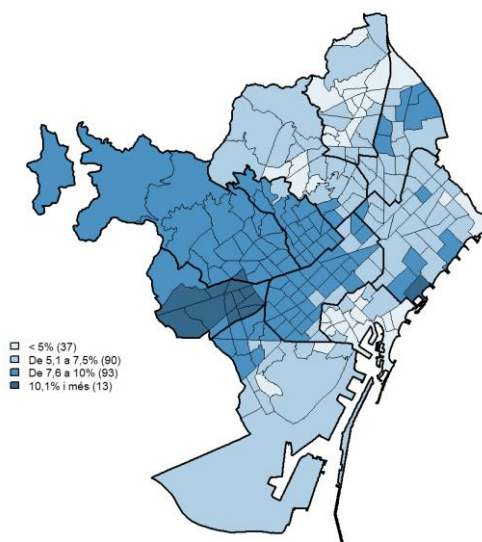 < 5% (37)
De 5,1 a 7,5% (90)
De 7,6 a 10% (93)
10,1% i més (13)